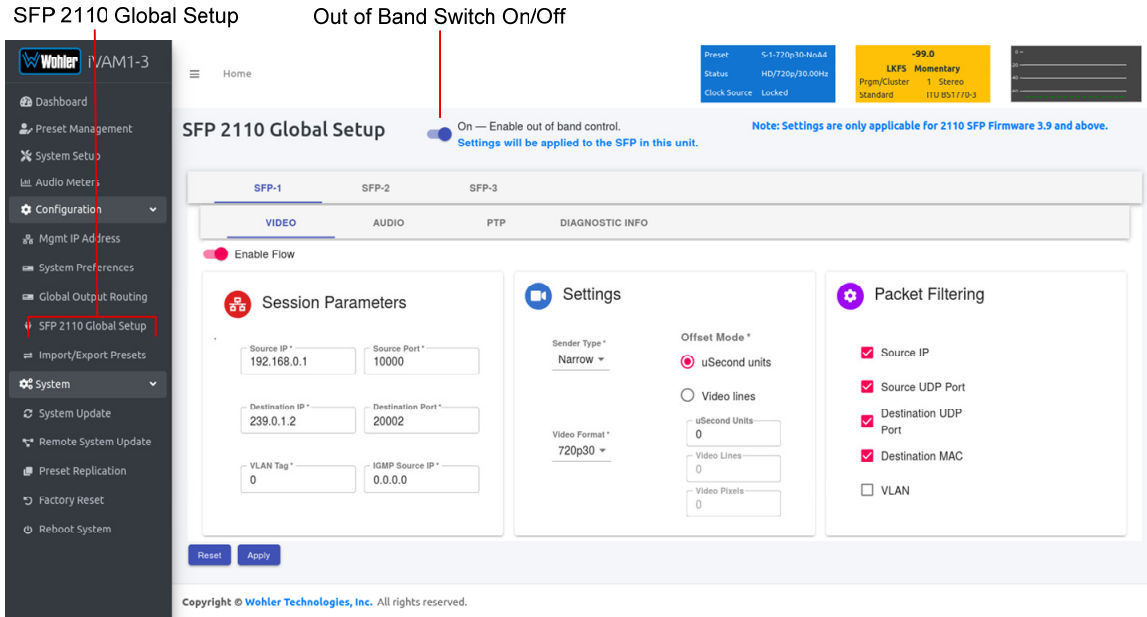 SFP 2110 Global Setup
Out of Band Switch On/Off
Wohler iVAM1-3
Dashboard
Preset Management
System Setup
Audio Meters
Configuration
Mgmt IP Address
System Preferences
Global Output Routing
SFP 2110 Global Setup
Import/Export Presets
System
System Update
Remote System Update
Preset Replication
Factory Reset
Reboot System
Home
Preset S-1-720p30-NoA4
Status HD/720p/30.00Hz
Clock Source Locked
-99.0
LKFS Momentary
Prgm/Cluster 1 Stereo
Standard ITU BS1770-3
0
-20
-40
-60
SFP 2110 Global Setup
On — Enable out of band control.
Settings will be applied to the SFP in this unit.
Note: Settings are only applicable for 2110 SFP Firmware 3.9 and above.
SFP-1 SFP-2 SFP-3
VIDEO AUDIO PTP DIAGNOSTIC INFO
Enable Flow
Session Parameters
Source IP *
192.168.0.1
Source Port *
10000
Destination IP *
239.0.1.2
Destination Port *
20002
VLAN Tag *
0
IGMP Source IP *
0.0.0.0
Settings
Sender Type *
Narrow
Video Format *
720p30
Offset Mode *
uSecond units
Video lines
uSecond Units
0
Video Lines
0
Video Pixels
0
Packet Filtering
Source IP
Source UDP Port
Destination UDP
Port
Destination MAC
VLAN
Reset Apply
Copyright © Wohler Technologies, Inc. All rights reserved.